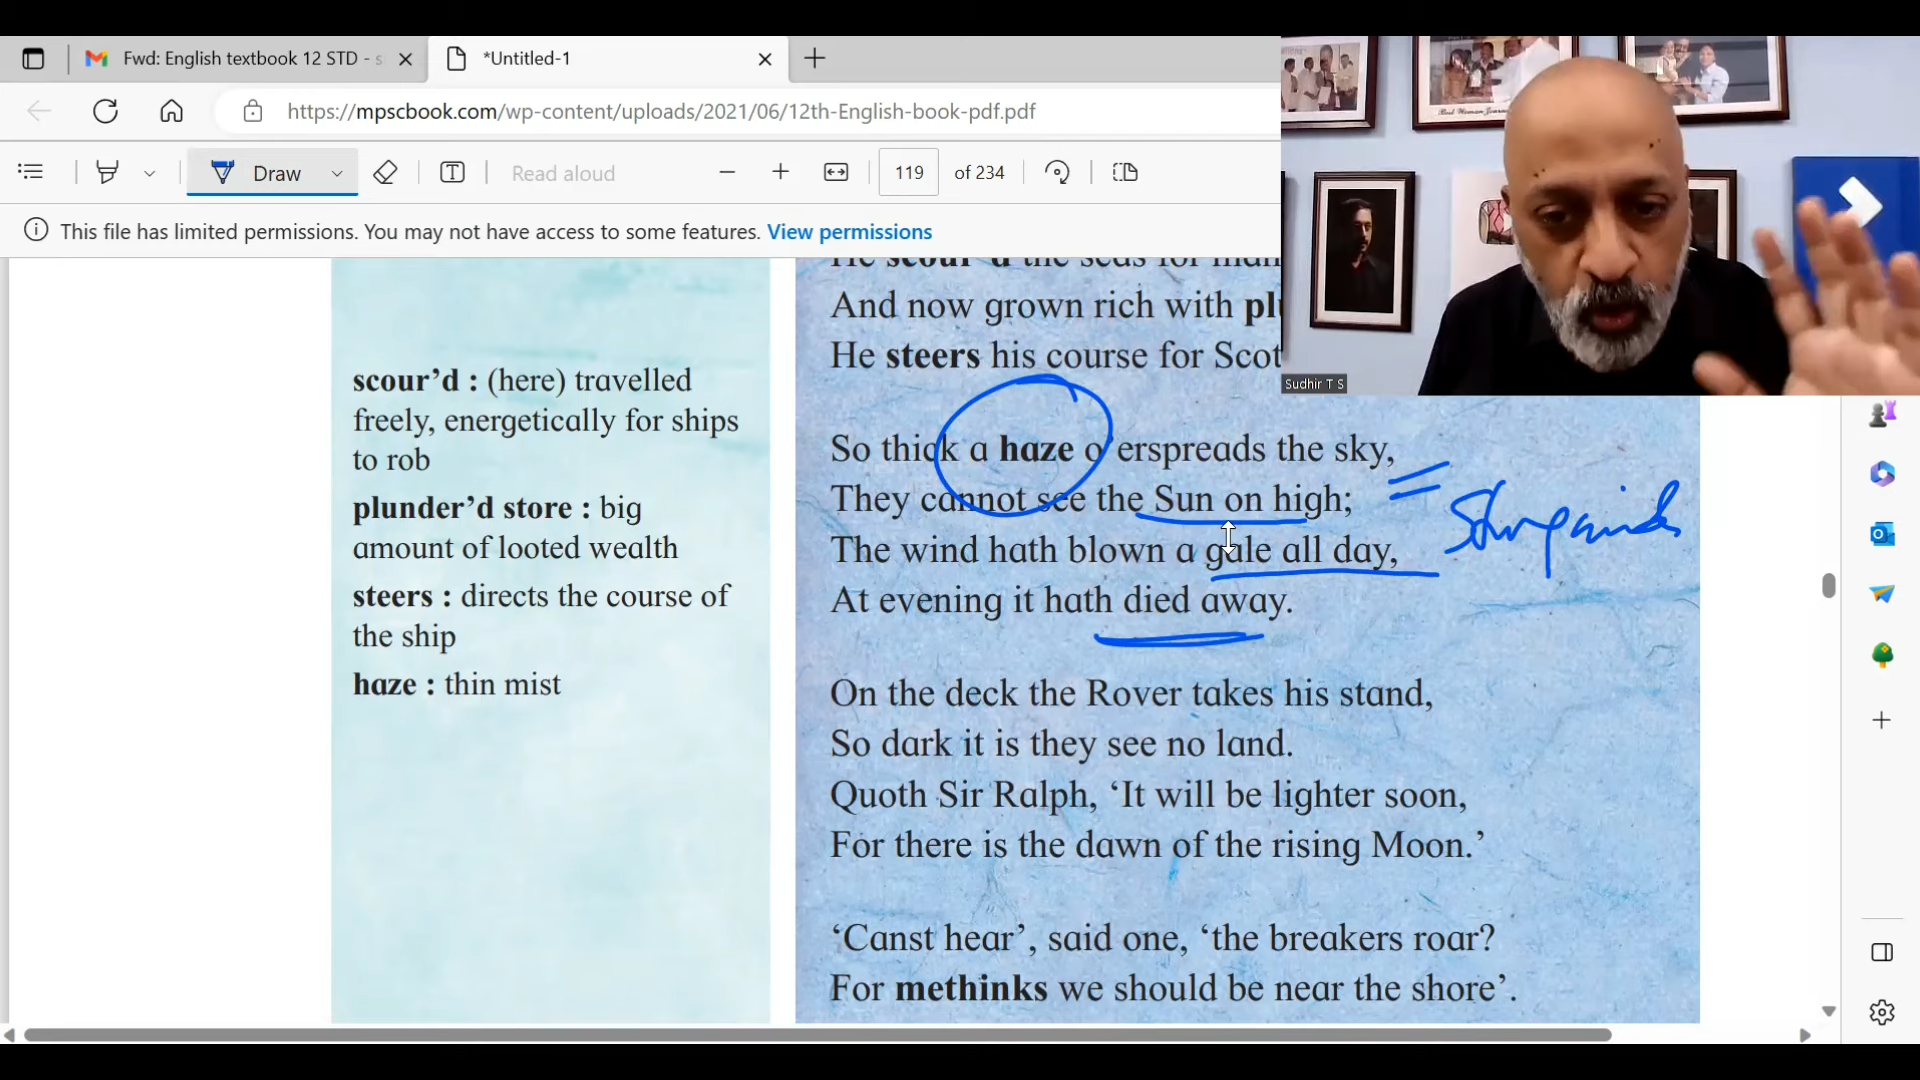 Fwd: English textbook 12 STD - s
*Untitled-1
https://mpscbook.com/wp-content/uploads/2021/06/12th-English-book-pdf.pdf
Draw
Read aloud
119
of 234
This file has limited permissions. You may not have access to some features. View permissions
Sudhir T S
scour’d : (here) travelled
freely, energetically for ships
to rob
plunder’d store : big
amount of looted wealth
steers : directs the course of
the ship
haze : thin mist
He scour’d the seas for man
And now grown rich with pl
He steers his course for Scot
So thick a haze o’erspreads the sky,
They cannot see the Sun on high;
The wind hath blown a gale all day,
At evening it hath died away.
On the deck the Rover takes his stand,
So dark it is they see no land.
Quoth Sir Ralph, ‘It will be lighter soon,
For there is the dawn of the rising Moon.’
‘Canst hear’, said one, ‘the breakers roar?
For methinks we should be near the shore’.